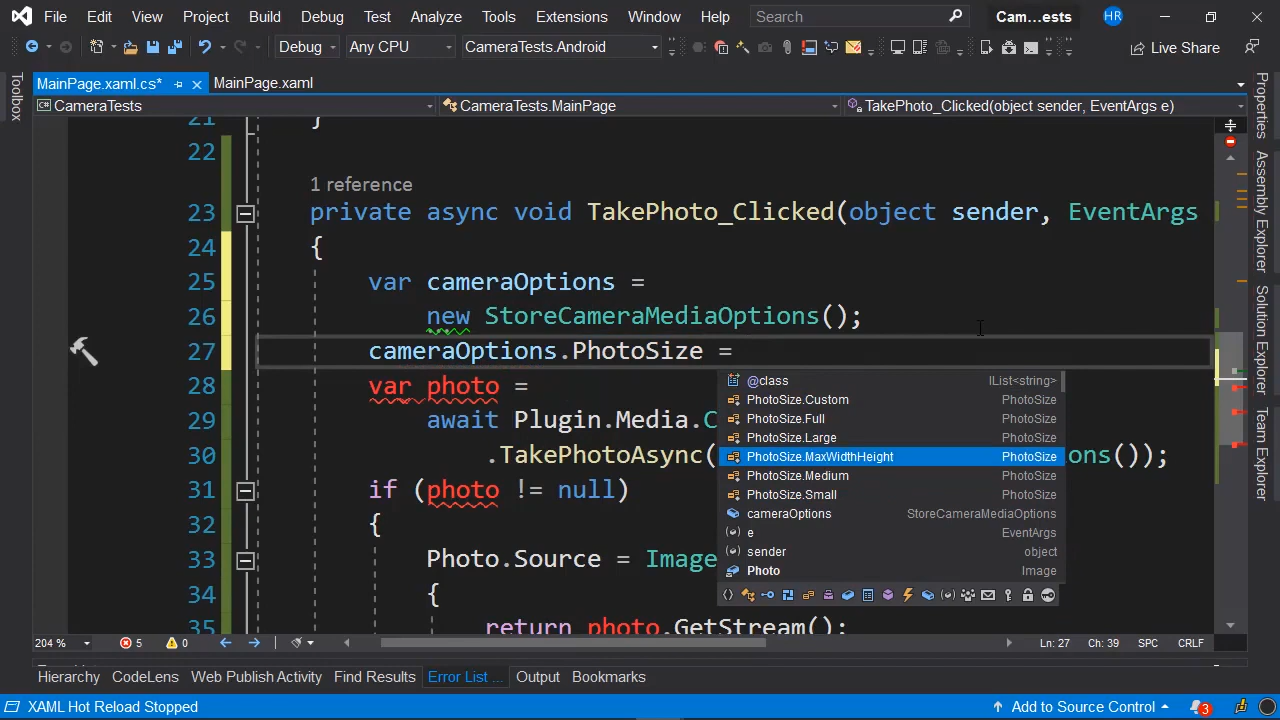 File Edit View Project Build Debug Test Analyze Tools Extensions Window Help Search Cam...ests HR
Debug Any CPU CameraTests.Android Live Share
MainPage.xaml.cs* MainPage.xaml
CameraTests CameraTests.MainPage TakePhoto_Clicked(object sender, EventArgs e)
21 }
22
1 reference
23 private async void TakePhoto_Clicked(object sender, EventArgs
24 {
25 var cameraOptions =
26 new StoreCameraMediaOptions();
27 cameraOptions.PhotoSize =
28 var photo =
29 await Plugin.Media.C
30 .TakePhotoAsync( ons());
31 if (photo != null)
32 {
33 Photo.Source = Image
34 {
35 return photo.GetStream();
@class IList<string>
PhotoSize.Custom PhotoSize
PhotoSize.Full PhotoSize
PhotoSize.Large PhotoSize
PhotoSize.MaxWidthHeight PhotoSize
PhotoSize.Medium PhotoSize
PhotoSize.Small PhotoSize
cameraOptions StoreCameraMediaOptions
e EventArgs
sender object
Photo Image
Toolbox
Properties
Assembly Explorer
Solution Explorer
Team Explorer
204 % 5 0 Ln: 27 Ch: 39 SPC CRLF
Hierarchy CodeLens Web Publish Activity Find Results Error List ... Output Bookmarks
XAML Hot Reload Stopped Add to Source Control 3